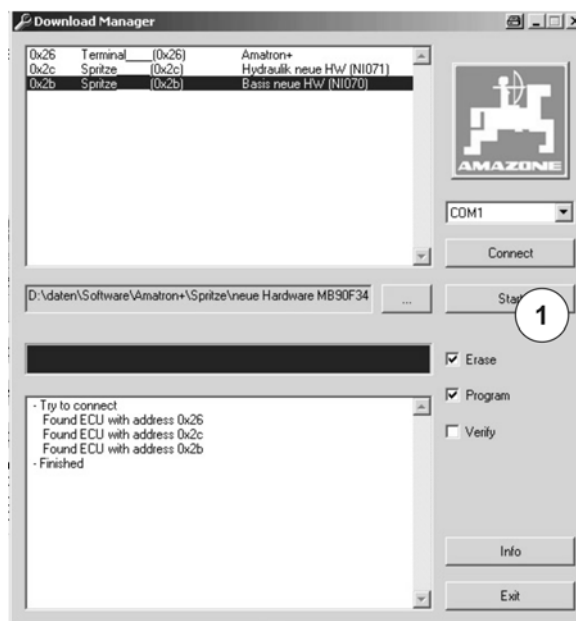 Download Manager
0x26 Terminal____(0x26) Amatron+
0x2c Spritze____(0x2c) Hydraulik neue HW (NI071)
0x2b Spritze____(0x2b) Basis neue HW (NI070)
AMAZONE
COM1
Connect
D:\daten\Software\Amatron+\Spritze\neue Hardware MB90F34
...
1
Erase
Program
Verify
- Try to connect
Found ECU with address 0x26
Found ECU with address 0x2c
Found ECU with address 0x2b
- Finished
Info
Exit